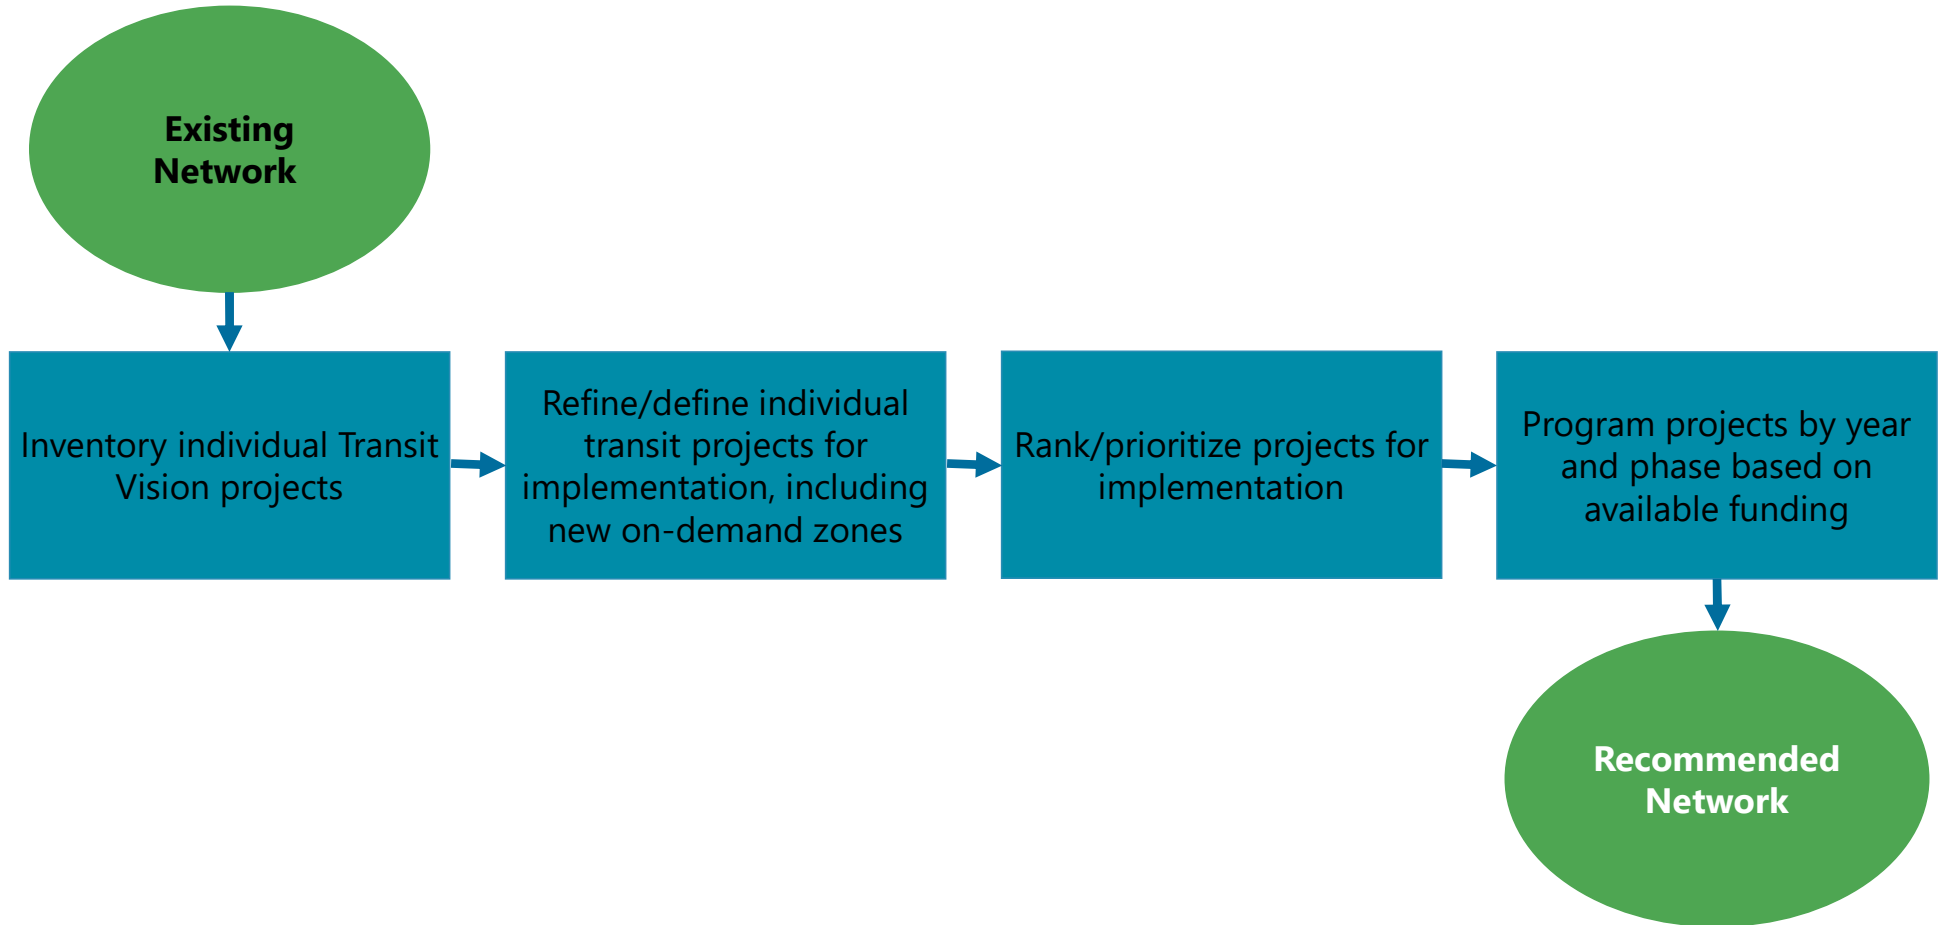 Existing
Network
Inventory individual Transit
Vision projects
Refine/define individual
transit projects for
implementation, including
new on-demand zones
Rank/prioritize projects for
implementation
Program projects by year
and phase based on
available funding
Recommended
Network